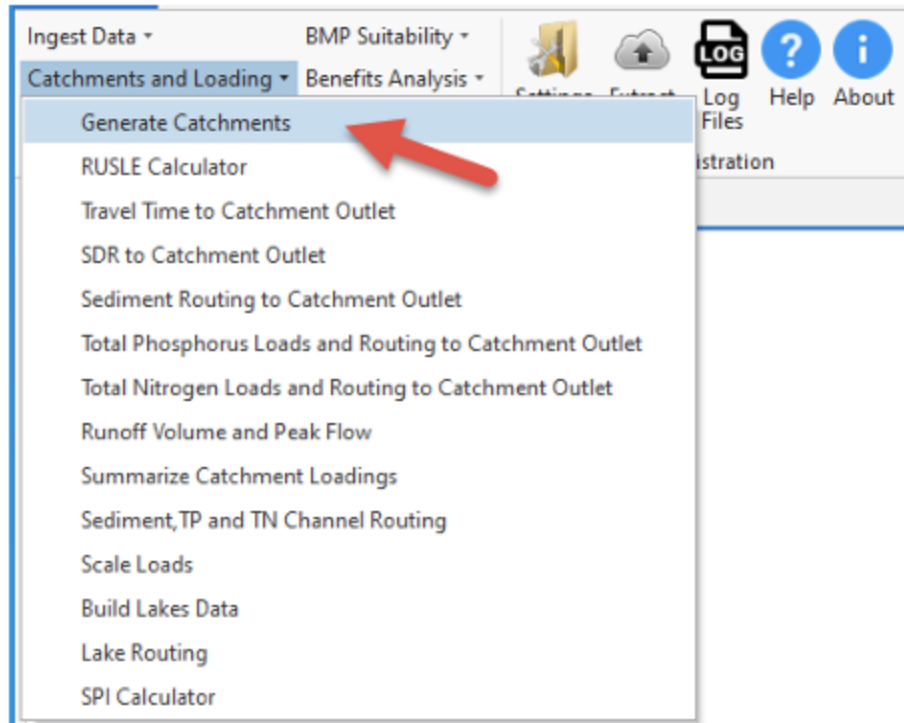 Ingest Data
BMP Suitability
Catchments and Loading
Benefits Analysis
LOG
Log
Files
Help
About
istration
Generate Catchments
RUSLE Calculator
Travel Time to Catchment Outlet
SDR to Catchment Outlet
Sediment Routing to Catchment Outlet
Total Phosphorus Loads and Routing to Catchment Outlet
Total Nitrogen Loads and Routing to Catchment Outlet
Runoff Volume and Peak Flow
Summarize Catchment Loadings
Sediment,TP and TN Channel Routing
Scale Loads
Build Lakes Data
Lake Routing
SPI Calculator